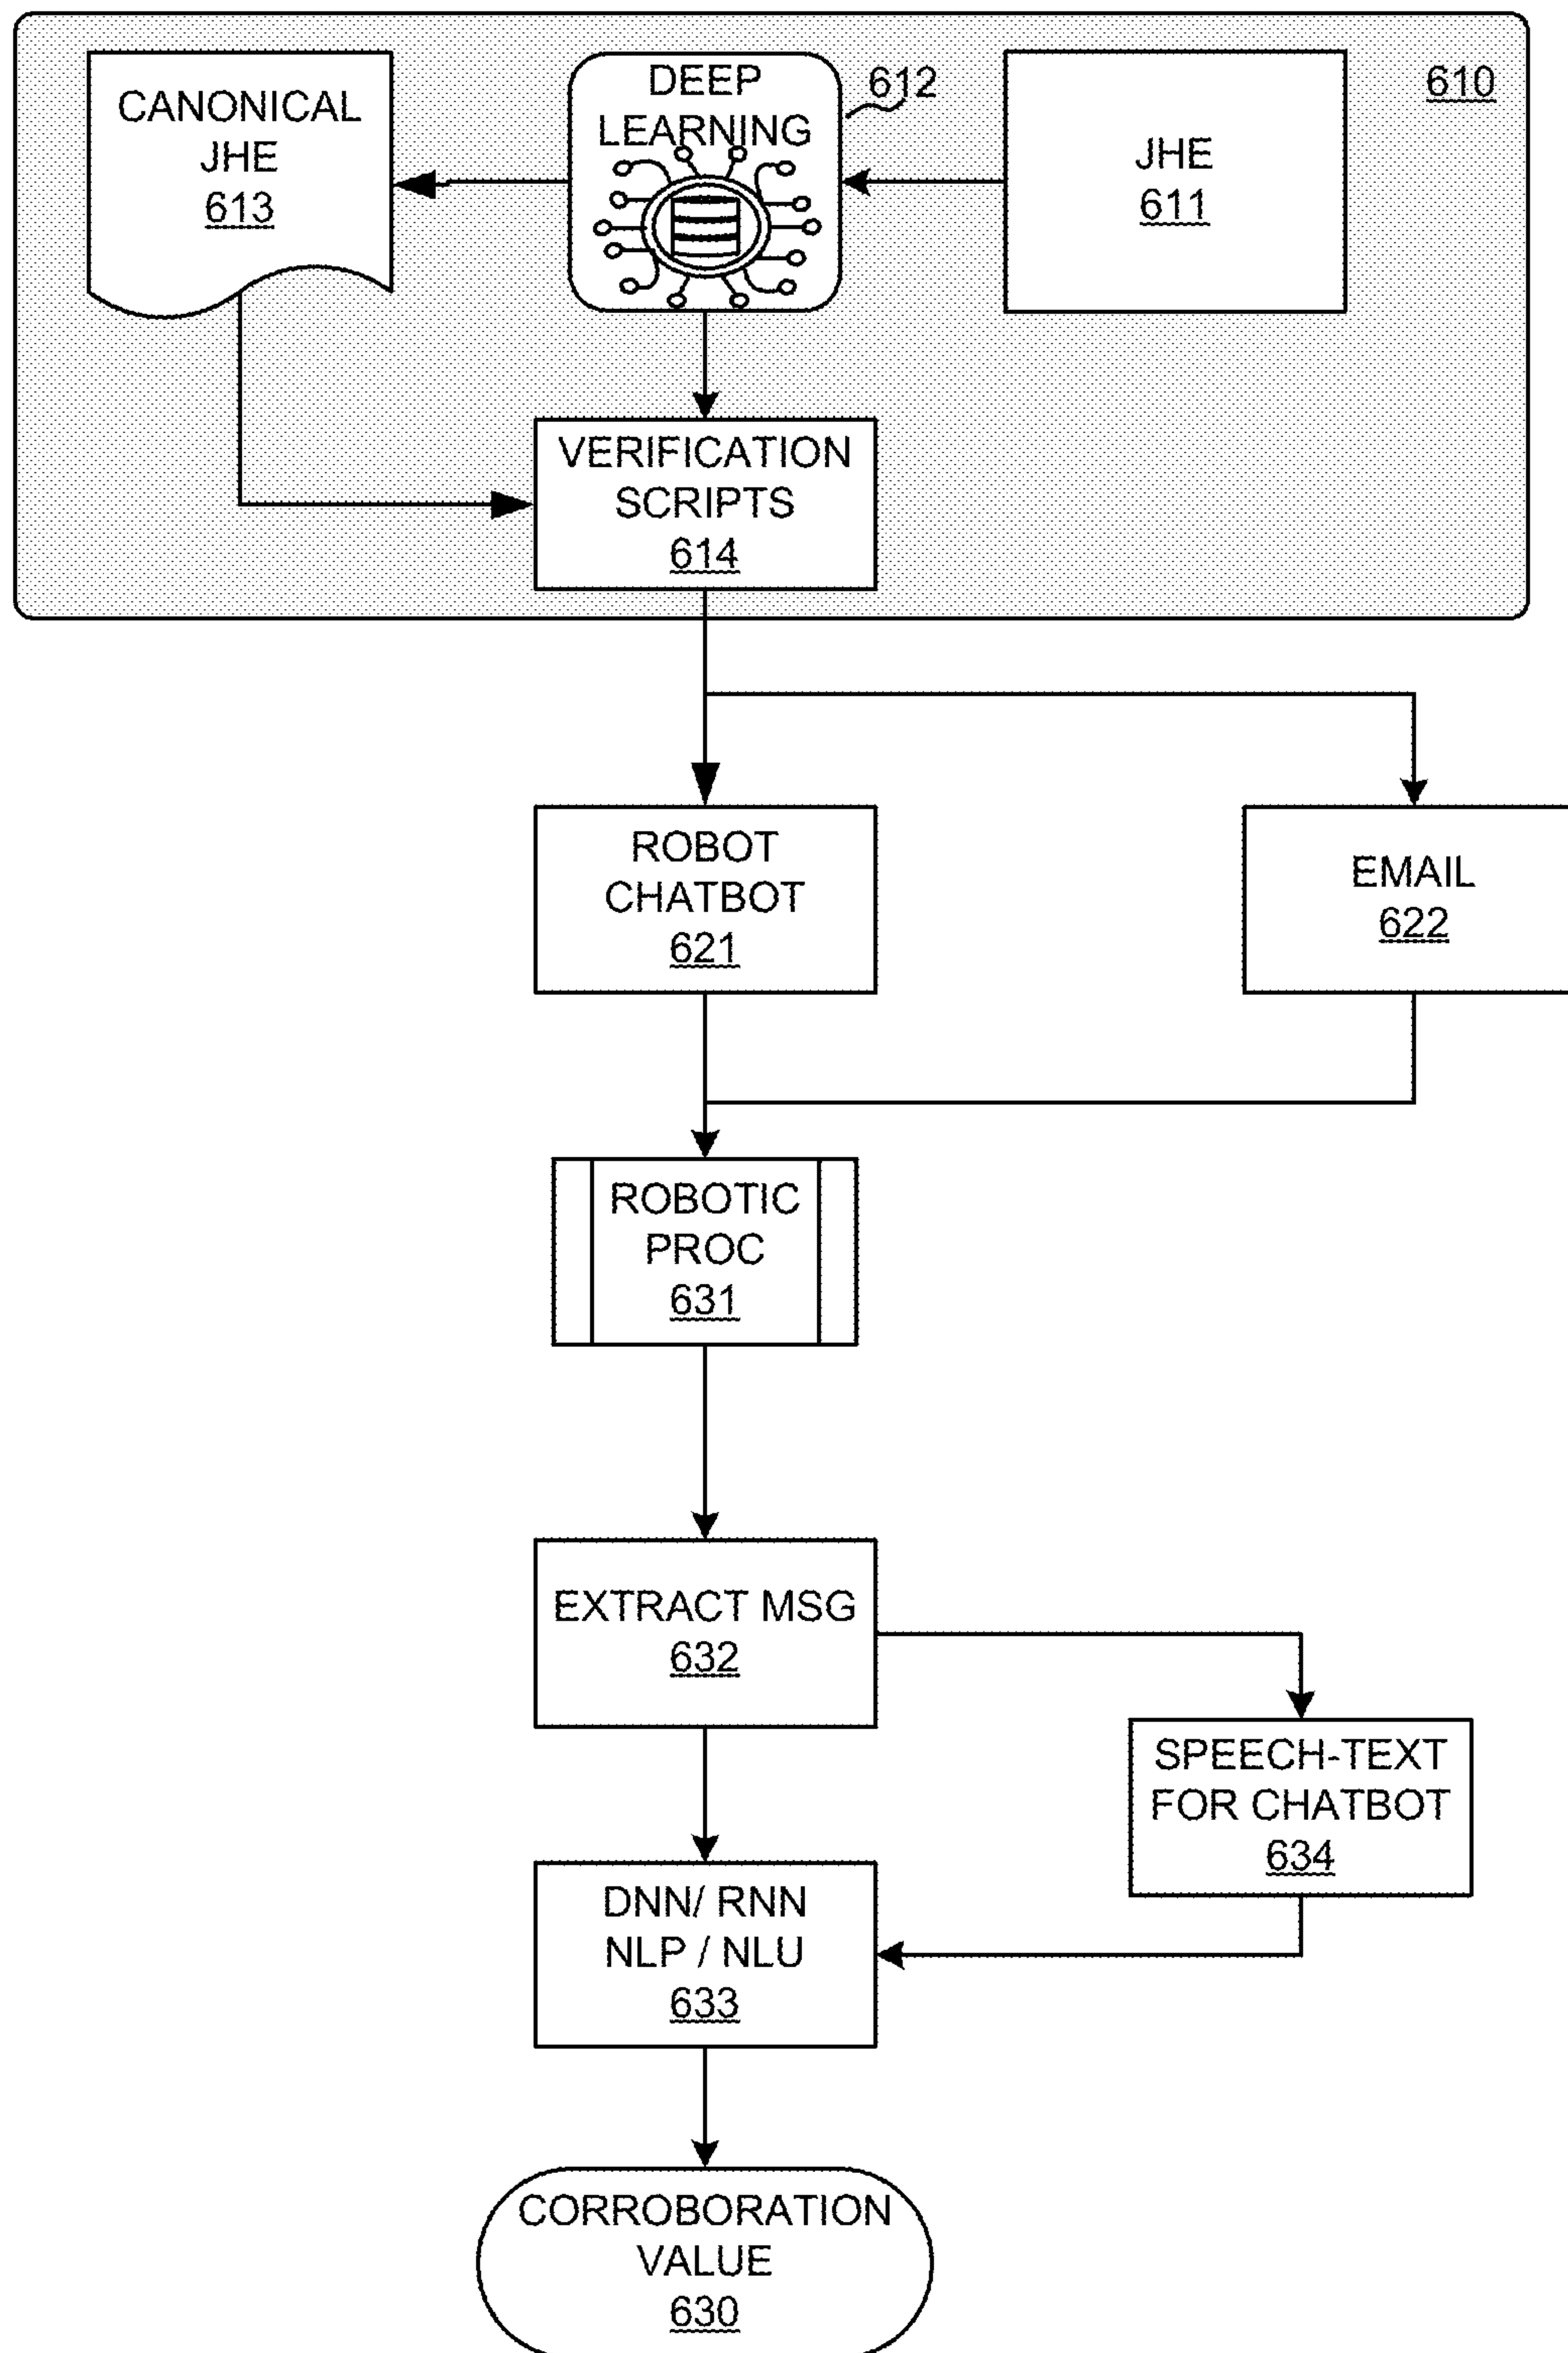 CANONICAL
JHE
613
DEEP
LEARNING
612
JHE
611
610
VERIFICATION
SCRIPTS
614
ROBOT
CHATBOT
621
EMAIL
622
ROBOTIC
PROC
631
EXTRACT MSG
632
SPEECH-TEXT
FOR CHATBOT
634
DNN/ RNN
NLP / NLU
633
CORROBORATION
VALUE
630